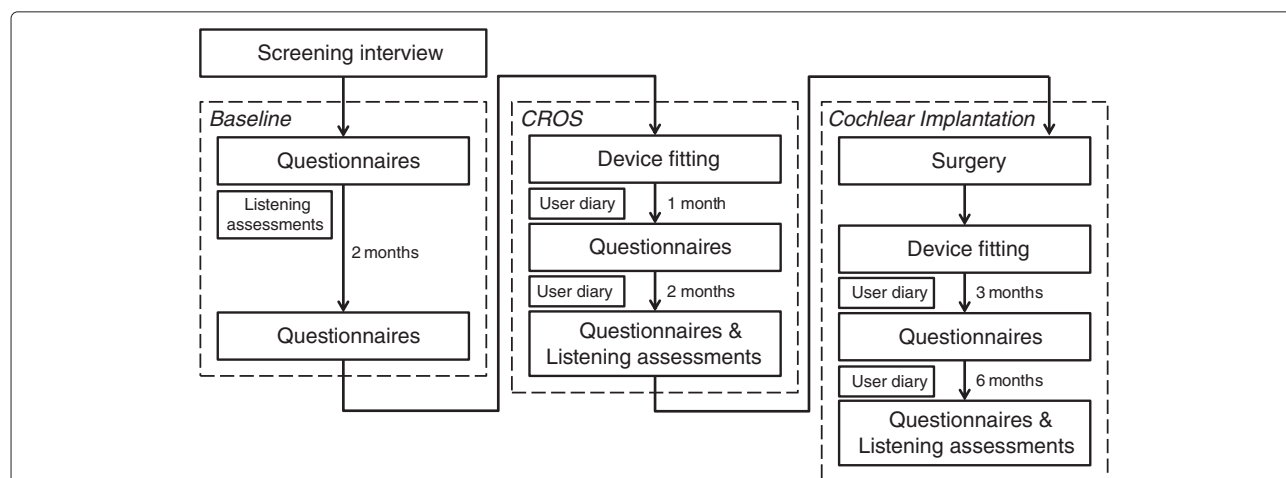 Screening interview
Baseline
Questionnaires
Listening
assessments
2 months
Questionnaires
CROS
Device fitting
User diary
1 month
Questionnaires
User diary
2 months
Questionnaires &
Listening assessments
Cochlear Implantation
Surgery
Device fitting
User diary
3 months
Questionnaires
User diary
6 months
Questionnaires &
Listening assessments